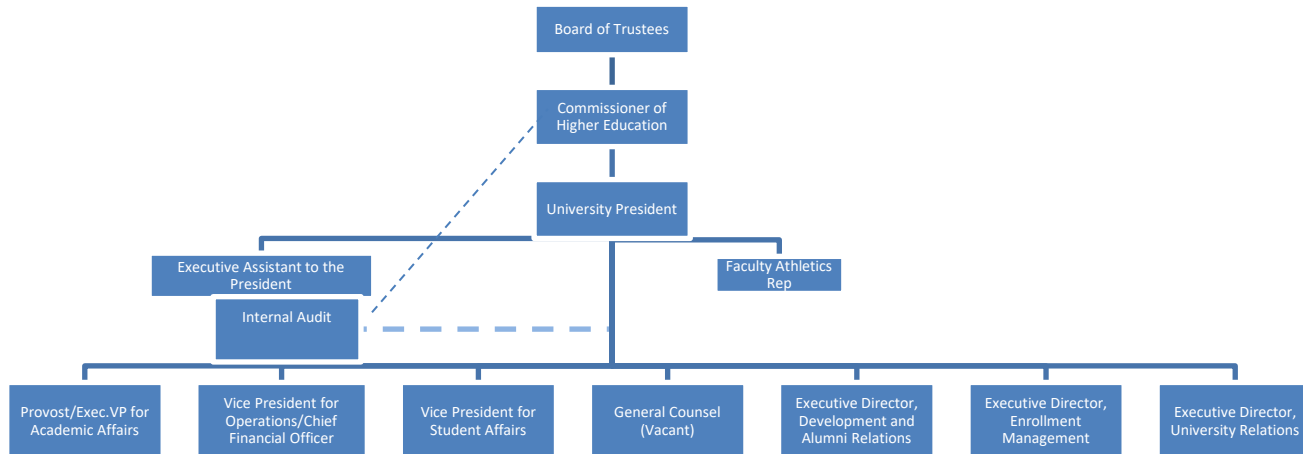 Board of Trustees
Commissioner of
Higher Education
University President
Executive Assistant to the
President
Faculty Athletics
Rep
Internal Audit
Provost/Exec.VP for
Academic Affairs
Vice President for
Operations/Chief
Financial Officer
Vice President for
Student Affairs
General Counsel
(Vacant)
Executive Director,
Development and
Alumni Relations
Executive Director,
Enrollment
Management
Executive Director,
University Relations